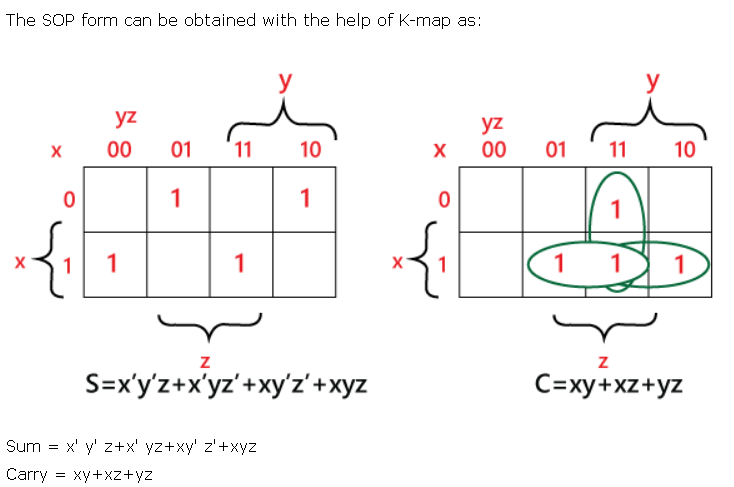 The SOP form can be obtained with the help of K-map as:
y y
yz yz
x 00 01 11 10 x 00 01 11 10
0 1 1 0 1
x 1 1 1 x 1 1 1 1
z z
S=x'y'z+x'yz'+xy'z'+xyz C=xy+xz+yz
Sum = x' y' z+x' yz+xy' z'+xyz
Carry = xy+xz+yz